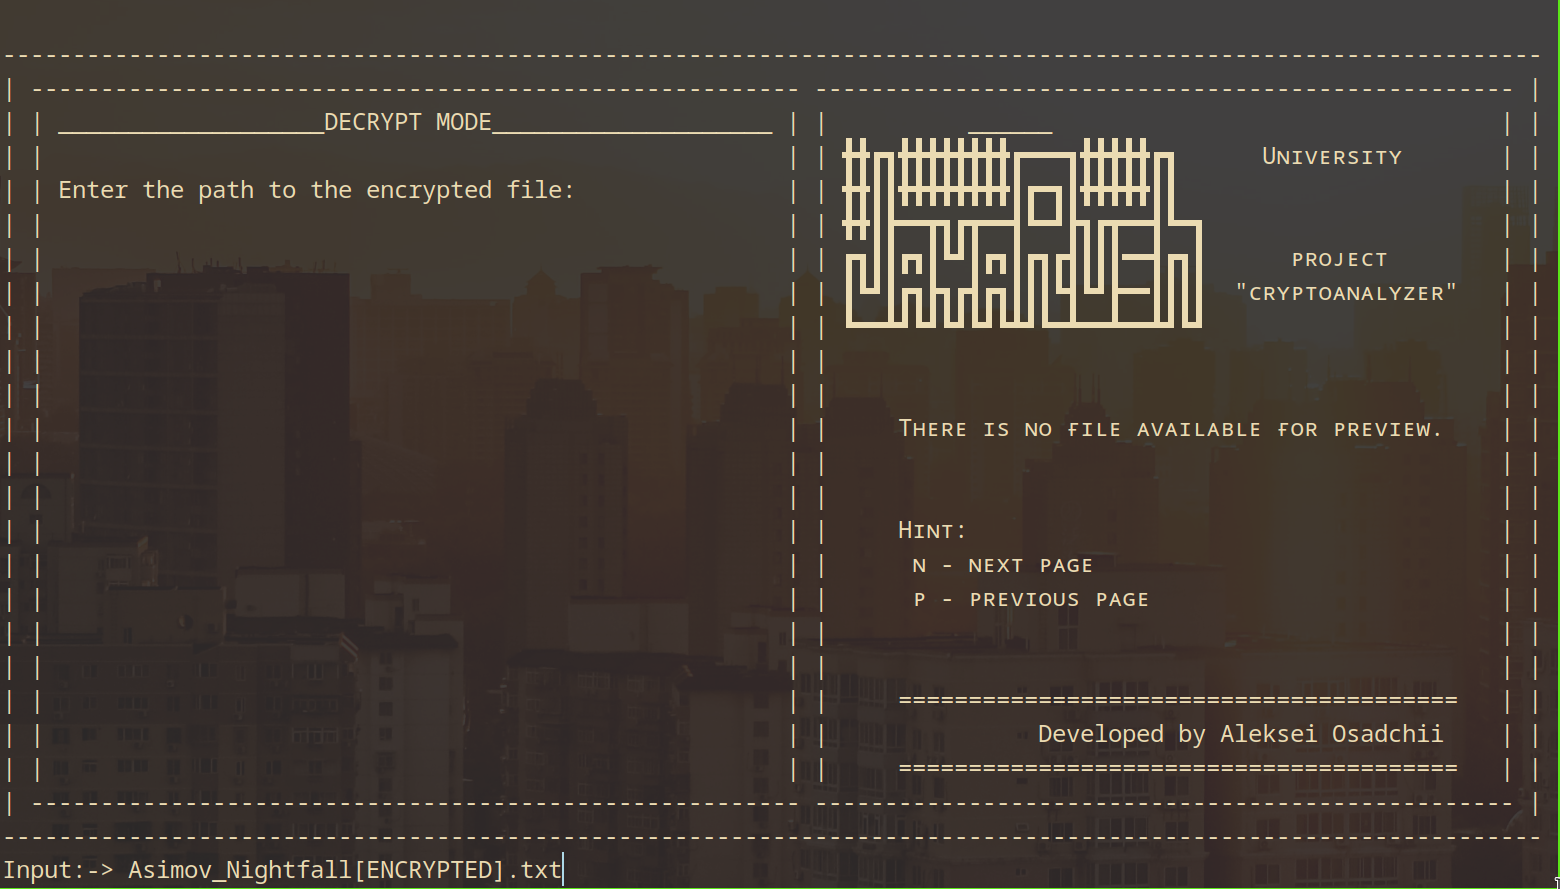 DECRYPT MODE
Enter the path to the encrypted file:
University
project
"cryptoanalyzer"
There is no file available for preview.
Hint:
n - next page
p - previous page
Developed by Aleksei Osadchii
Input:-> Asimov_Nightfall[ENCRYPTED].txt